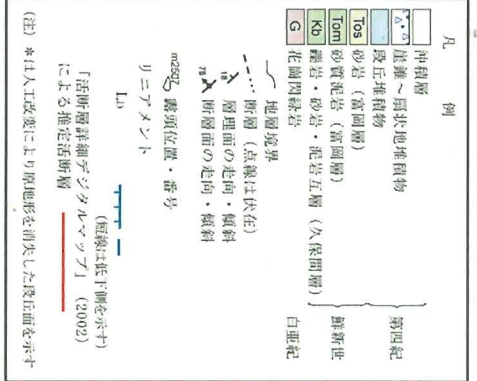 凡 例
沖積層
崖錐～扇状地堆積物
段丘堆積物
第四紀
Tos 砂岩（富岡層）
Tom 砂質泥岩（富岡層）
Kb 礫岩・砂岩・泥岩互層（久保間層）
鮮新世
G 花崗閃緑岩
白亜紀
地層境界
断層（点線は伏在）
18 層理面の走向・傾斜
78 断層面の走向・傾斜
m250 露頭位置・番号
リニアメント
LD
（短線は低下側を示す）
「活断層詳細デジタルマップ」（2002）
による推定活断層
（注）＊は人工改変により原地形を消失した段丘面を示す